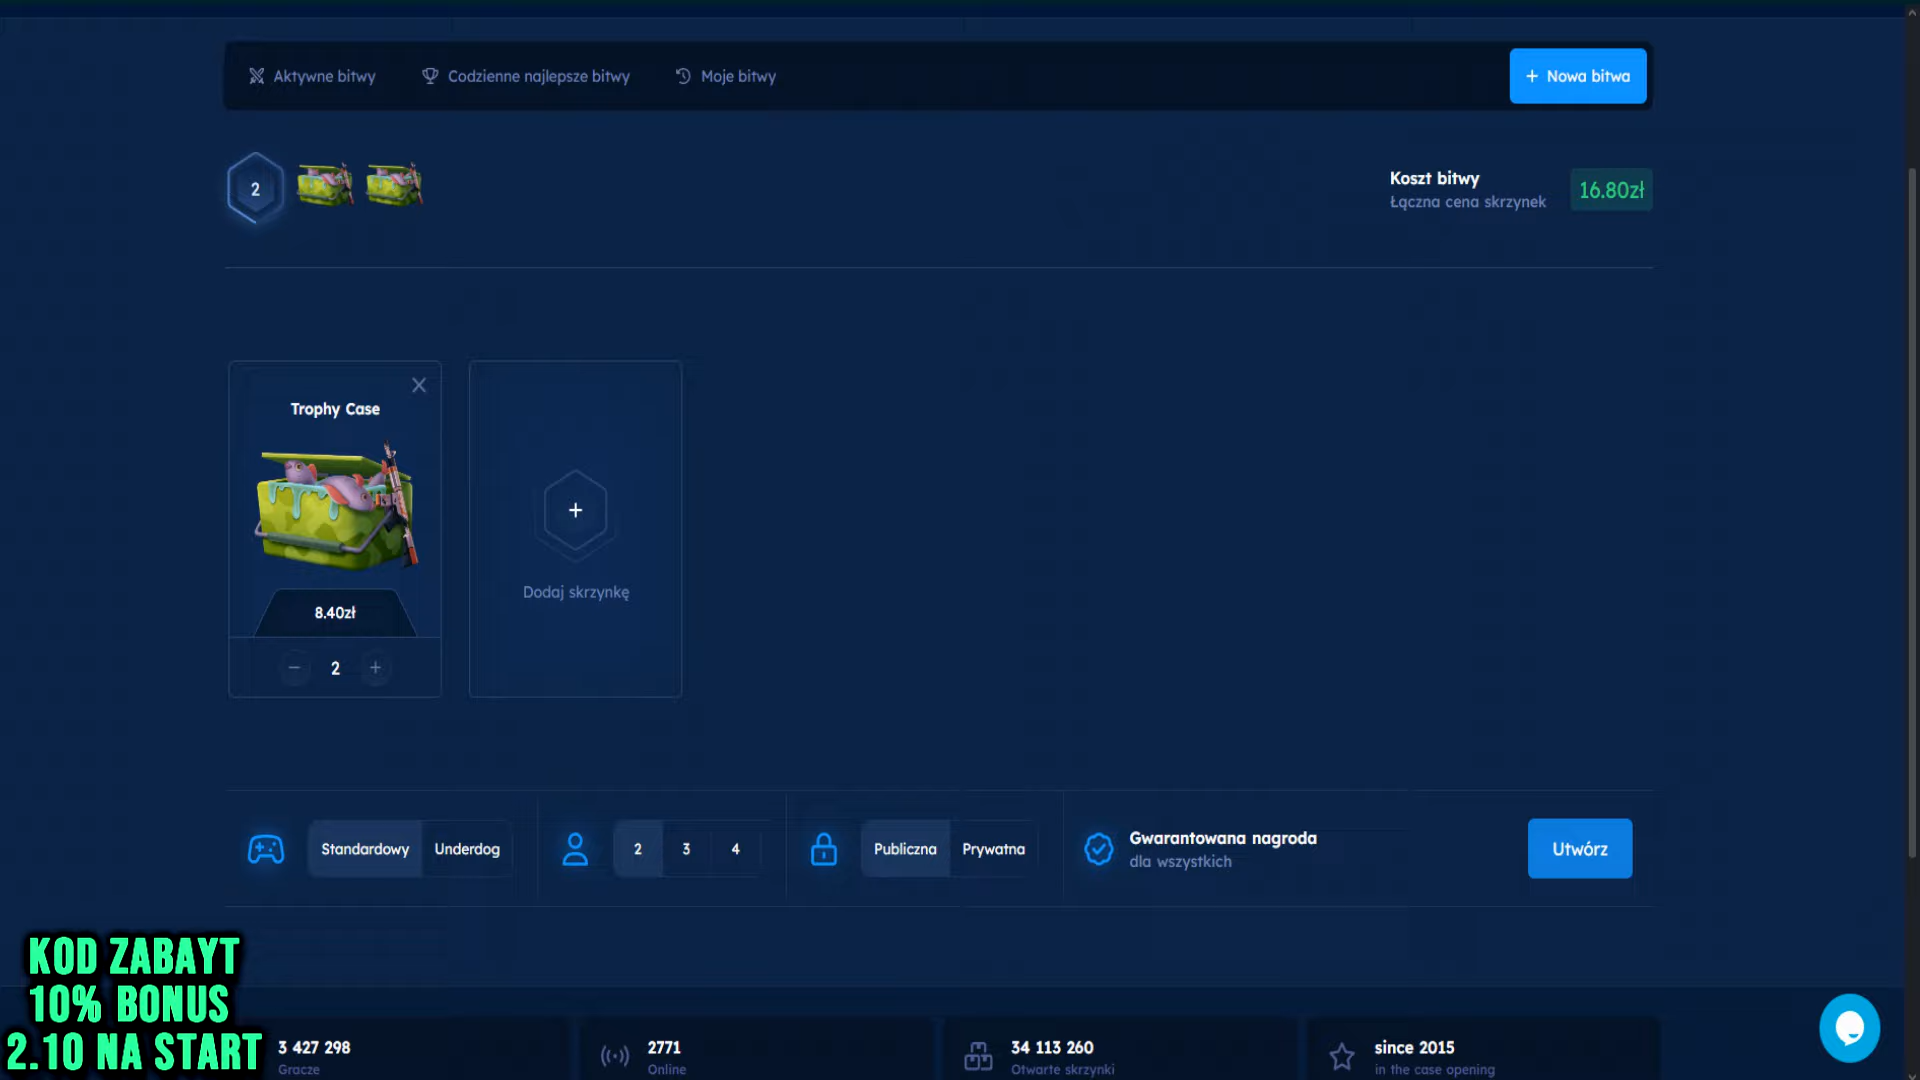 Aktywne bitwy
Codzienne najlepsze bitwy
Moje bitwy
+ Nowa bitwa
2
Koszt bitwy
Łączna cena skrzynek
16.80zł
Trophy Case
8.40zł
− 2 +
+
Dodaj skrzynkę
Standardowy
Underdog
2
3
4
Publiczna
Prywatna
Gwarantowana nagroda
dla wszystkich
Utwórz
KOD ZABAYT
10% BONUS
2.10 NA START
3 427 298
Gracze
2771
Online
34 113 260
Otwarte skrzynki
since 2015
in the case opening